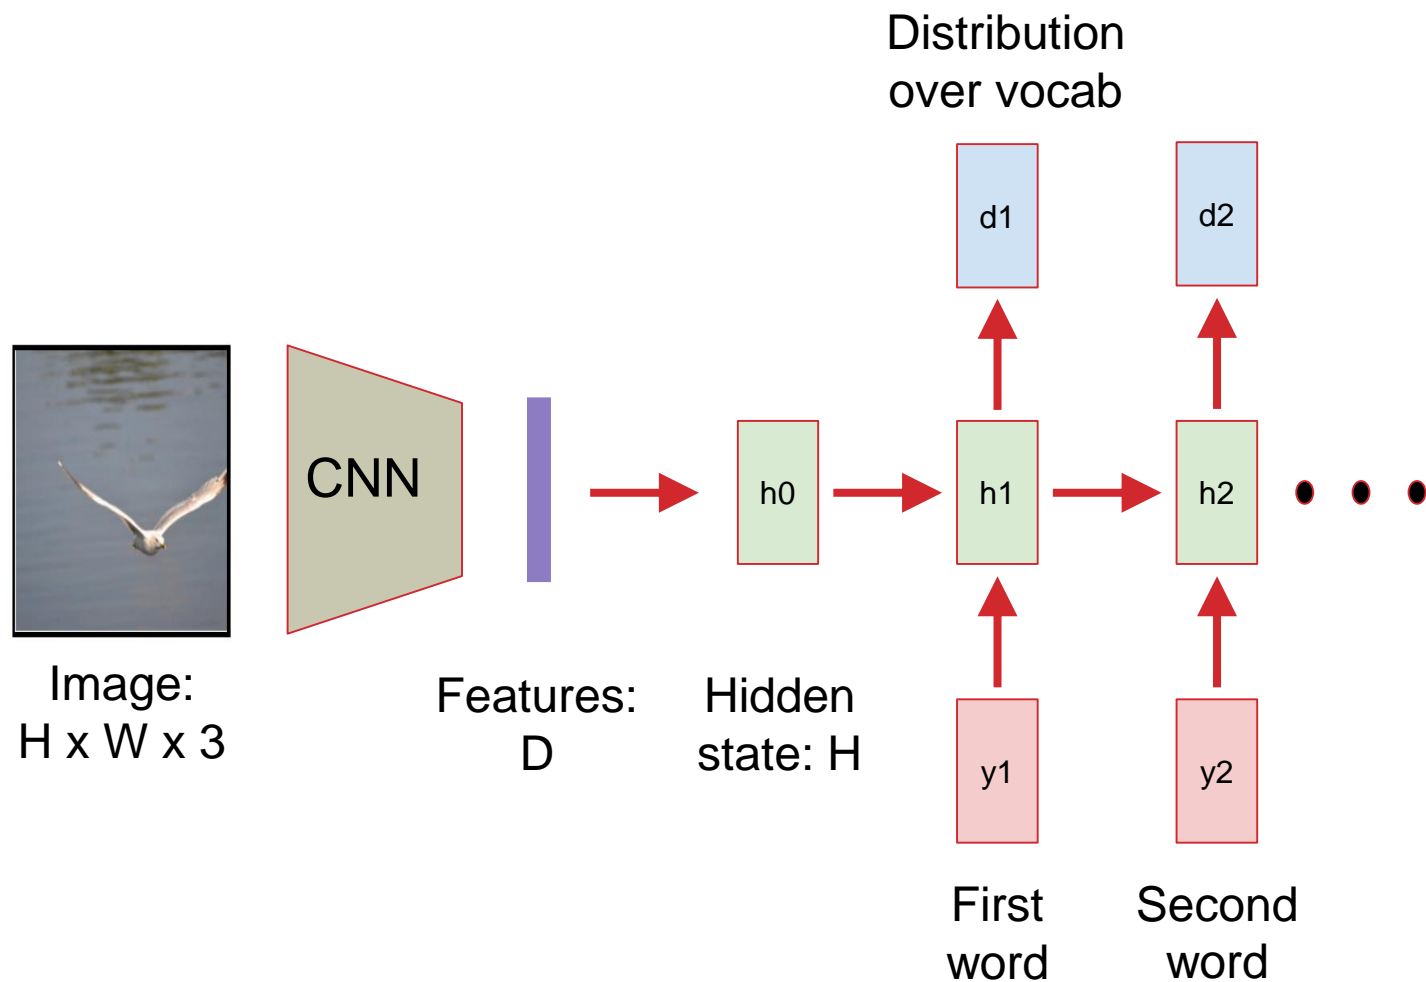 Distribution
over vocab
d1
d2
CNN
h0
h1
h2
Image:
H x W x 3
Features:
D
Hidden
state: H
y1
y2
First
word
Second
word